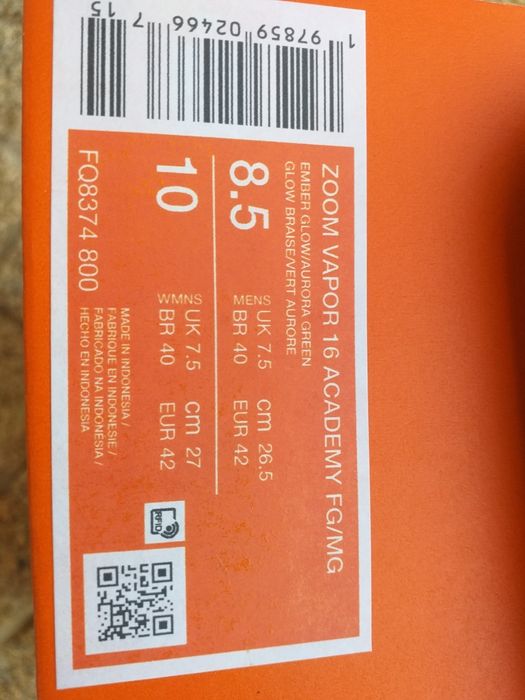 1 97859 02466 7
15
ZOOM VAPOR 16 ACADEMY FG/MG
EMBER GLOW/AURORA GREEN
GLOW BRAISE/VERT AURORE
8.5 MENS UK 7.5 cm 26.5
BR 40 EUR 42
10 WMNS UK 7.5 cm 27
BR 40 EUR 42
FQ8374 800
MADE IN INDONESIA /
FABRIQUE EN INDONESIE /
FABRICADO NA INDONÉSIA /
HECHO EN INDONESIA
RFID